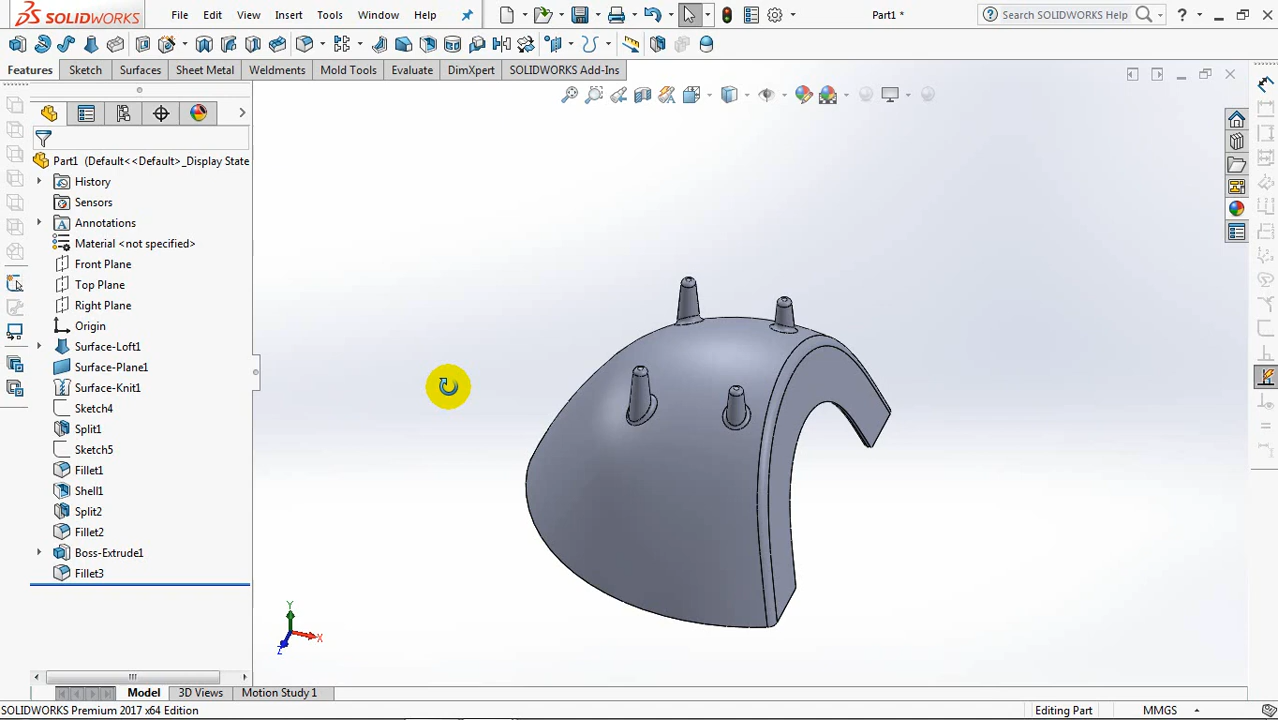 SOLIDWORKS File Edit View Insert Tools Window Help Part1 * Search SOLIDWORKS Help ?
Features Sketch Surfaces Sheet Metal Weldments Mold Tools Evaluate DimXpert SOLIDWORKS Add-Ins
Part1 (Default<<Default>_Display State
History
Sensors
A Annotations
Material <not specified>
Front Plane
Top Plane
Right Plane
Origin
Surface-Loft1
Surface-Plane1
Surface-Knit1
Sketch4
Split1
Sketch5
Fillet1
Shell1
Split2
Fillet2
Boss-Extrude1
Fillet3
Y
X
Z
Model 3D Views Motion Study 1
SOLIDWORKS Premium 2017 x64 Edition Editing Part MMGS